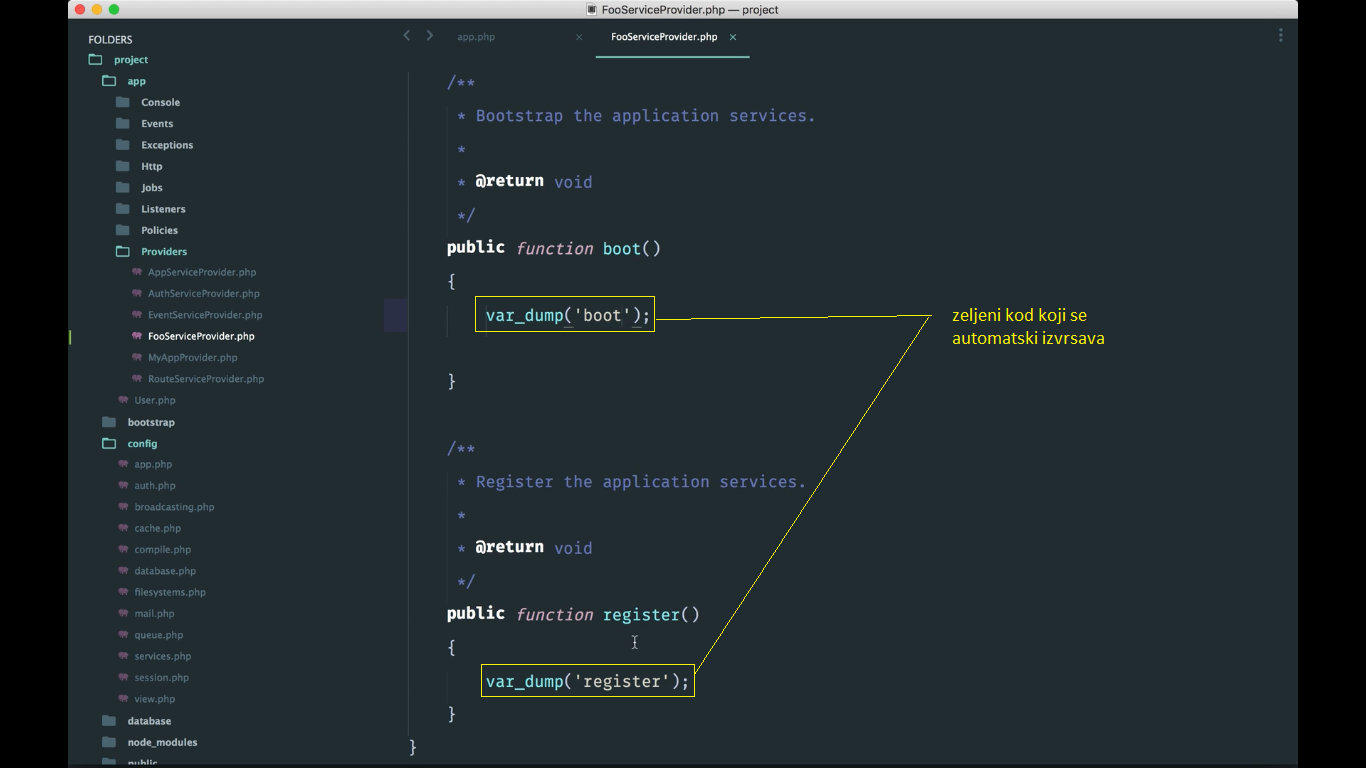 FooServiceProvider.php — project
FOLDERS
project
app
Console
Events
Exceptions
Http
Jobs
Listeners
Policies
Providers
AppServiceProvider.php
AuthServiceProvider.php
EventServiceProvider.php
FooServiceProvider.php
MyAppProvider.php
RouteServiceProvider.php
User.php
bootstrap
config
app.php
auth.php
broadcasting.php
cache.php
compile.php
database.php
filesystems.php
mail.php
queue.php
services.php
session.php
view.php
database
node_modules
public
app.php
FooServiceProvider.php
/**
* Bootstrap the application services.
*
* @return void
*/
public function boot()
{
var_dump('boot');
}
/**
* Register the application services.
*
* @return void
*/
public function register()
{
var_dump('register');
}
}
zeljeni kod koji se
automatski izvrsava